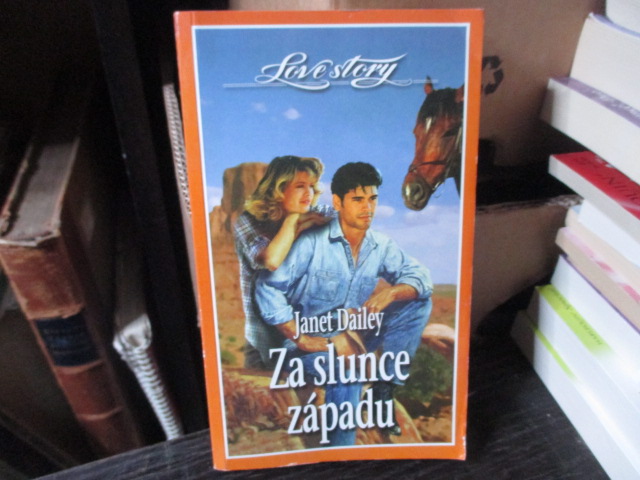 Love story
Janet Dailey
Za slunce
západu